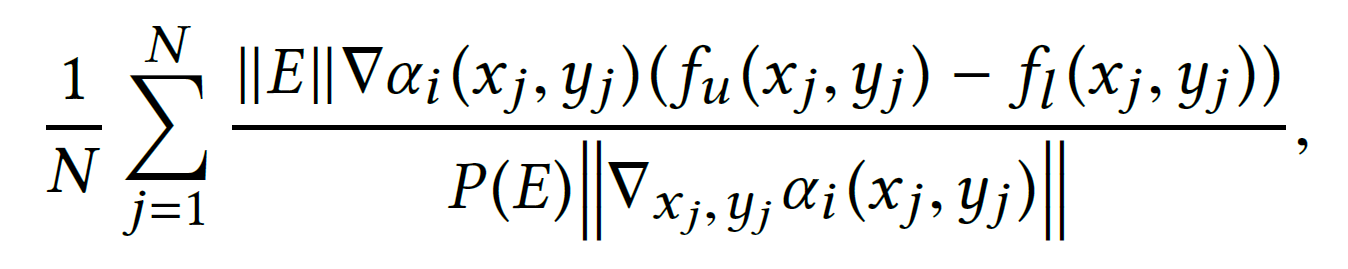 \frac{1}{N} \sum_{j=1}^{N} \frac{\|E\| \nabla \alpha_i(x_j, y_j)(f_u(x_j, y_j) - f_l(x_j, y_j))}{P(E) \left\| \nabla_{x_j, y_j} \alpha_i(x_j, y_j) \right\|},